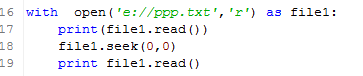 16 with  open('e://ppp.txt','r') as file1:
17     print(file1.read())
18     file1.seek(0,0)
19     print file1.read()